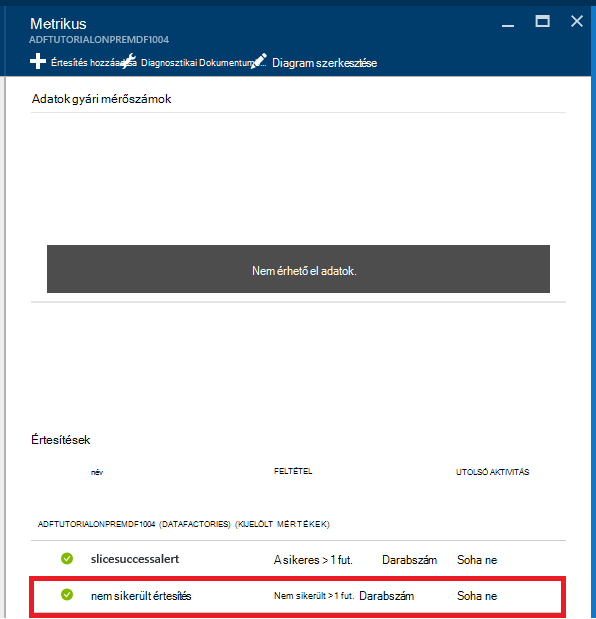 Metrikus
ADFTUTORIALONPREMDF1004
Értesítés hozzáadása Diagnosztikai Dokumentum... Diagram szerkesztése
Adatok gyári mérőszámok
Nem érhető el adatok.
Értesítések
név FELTÉTEL UTOLSÓ AKTIVITÁS
ADFTUTORIALONPREMDF1004 (DATAFACTORIES) (KIJELÖLT MÉRTÉKEK)
slicesuccessalert A sikeres > 1 fut. Darabszám Soha ne
nem sikerült értesítés Nem sikerült > 1 fut. Darabszám Soha ne